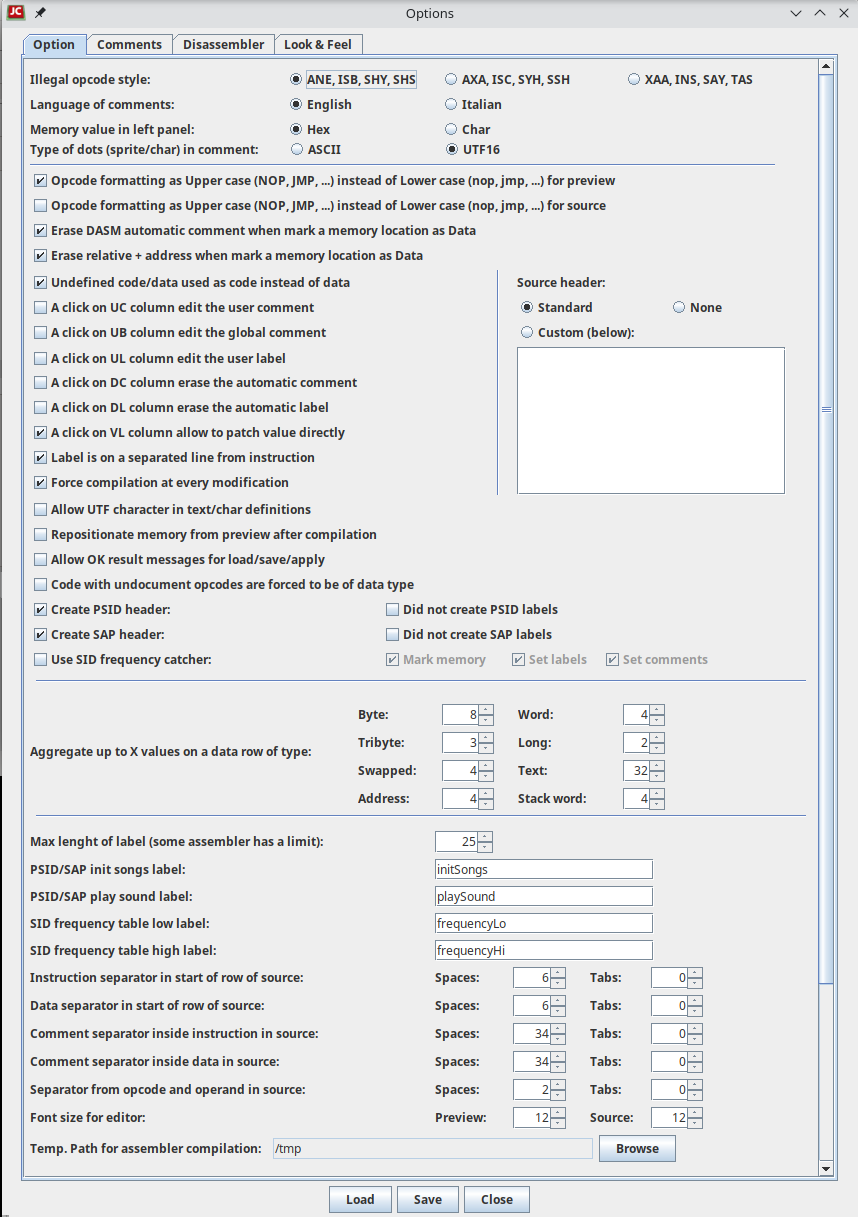 JC Options
Option Comments Disassembler Look & Feel
Illegal opcode style: ANE, ISB, SHY, SHS AXA, ISC, SYH, SSH XAA, INS, SAY, TAS
Language of comments: English Italian
Memory value in left panel: Hex Char
Type of dots (sprite/char) in comment: ASCII UTF16
Opcode formatting as Upper case (NOP, JMP, ...) instead of Lower case (nop, jmp, ...) for preview
Opcode formatting as Upper case (NOP, JMP, ...) instead of Lower case (nop, jmp, ...) for source
Erase DASM automatic comment when mark a memory location as Data
Erase relative + address when mark a memory location as Data
Undefined code/data used as code instead of data
A click on UC column edit the user comment
A click on UB column edit the global comment
A click on UL column edit the user label
A click on DC column erase the automatic comment
A click on DL column erase the automatic label
A click on VL column allow to patch value directly
Label is on a separated line from instruction
Force compilation at every modification
Source header:
Standard None
Custom (below):
Allow UTF character in text/char definitions
Repositionate memory from preview after compilation
Allow OK result messages for load/save/apply
Code with undocument opcodes are forced to be of data type
Create PSID header: Did not create PSID labels
Create SAP header: Did not create SAP labels
Use SID frequency catcher: Mark memory Set labels Set comments
Aggregate up to X values on a data row of type:
Byte: 8 Word: 4
Tribyte: 3 Long: 2
Swapped: 4 Text: 32
Address: 4 Stack word: 4
Max lenght of label (some assembler has a limit): 25
PSID/SAP init songs label: initSongs
PSID/SAP play sound label: playSound
SID frequency table low label: frequencyLo
SID frequency table high label: frequencyHi
Instruction separator in start of row of source: Spaces: 6 Tabs: 0
Data separator in start of row of source: Spaces: 6 Tabs: 0
Comment separator inside instruction in source: Spaces: 34 Tabs: 0
Comment separator inside data in source: Spaces: 34 Tabs: 0
Separator from opcode and operand in source: Spaces: 2 Tabs: 0
Font size for editor: Preview: 12 Source: 12
Temp. Path for assembler compilation: /tmp Browse
Load Save Close